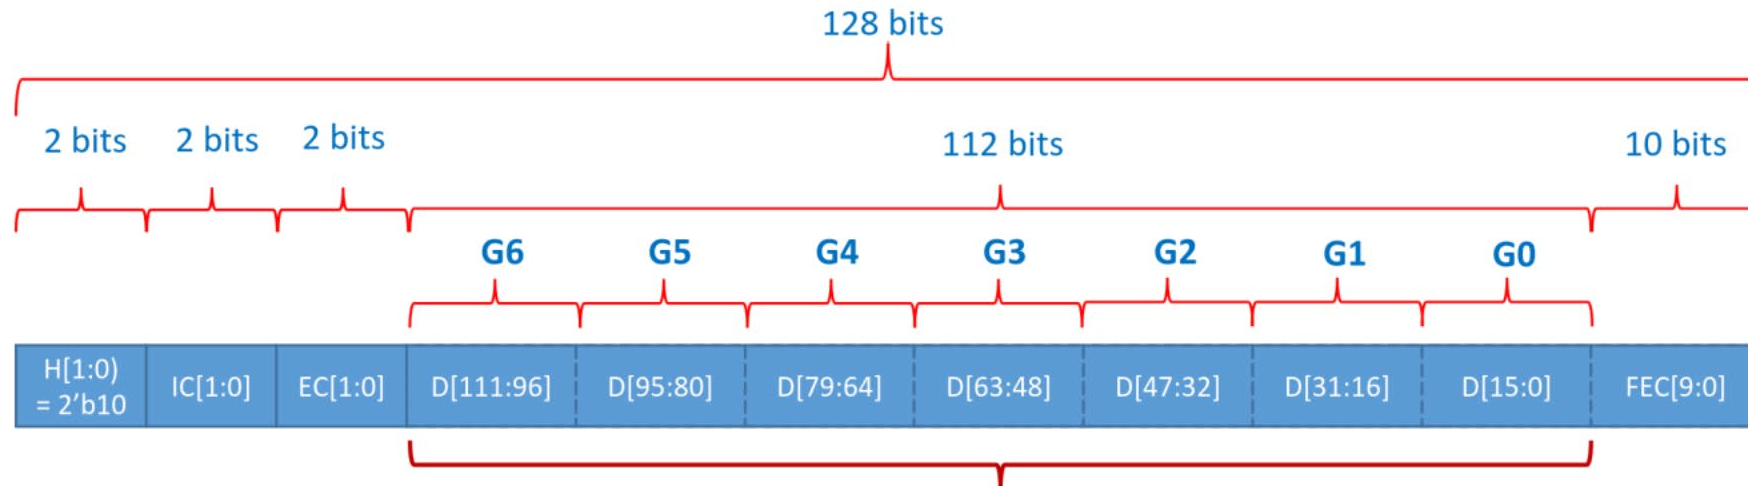 128 bits
2 bits 2 bits 2 bits 112 bits 10 bits
G6 G5 G4 G3 G2 G1 G0
H[1:0)
= 2’b10
IC[1:0] EC[1:0] D[111:96] D[95:80] D[79:64] D[63:48] D[47:32] D[31:16] D[15:0] FEC[9:0]